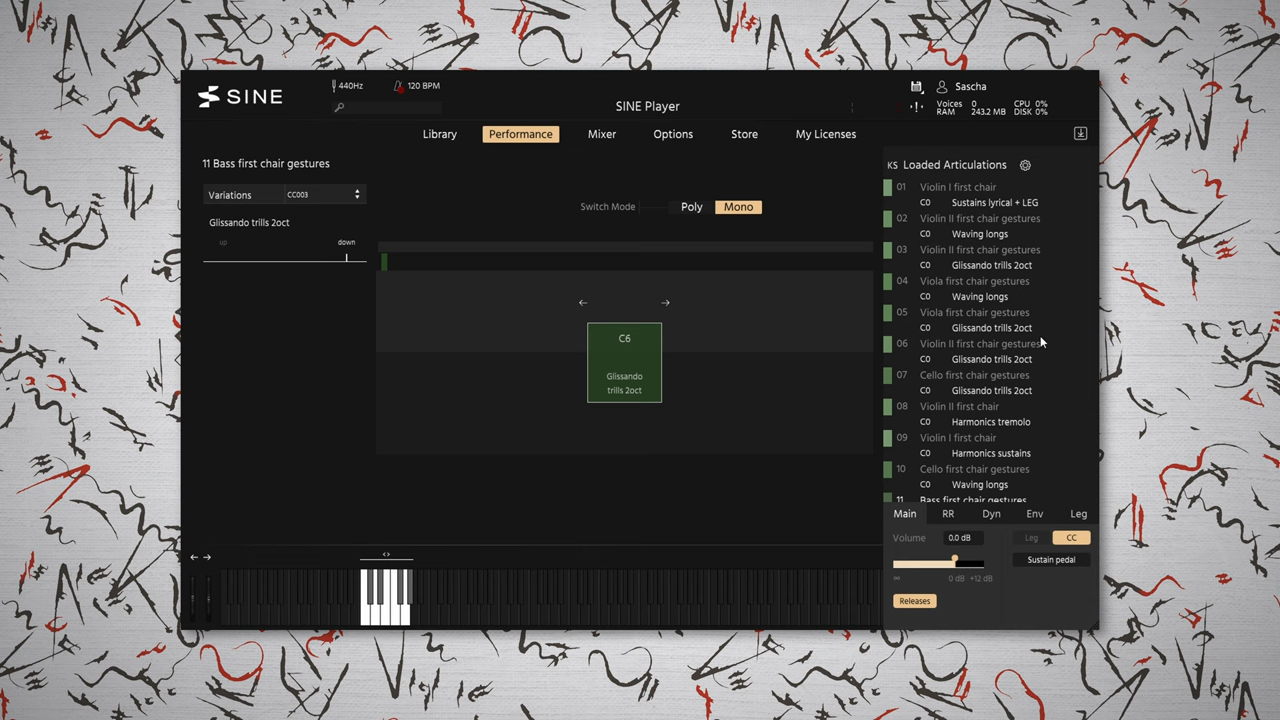 SINE
440Hz
120 BPM
SINE Player
Sascha
Voices 0
RAM 243.2 MB
CPU 0%
DISK 0%
Library
Performance
Mixer
Options
Store
My Licenses
11 Bass first chair gestures
Variations
CC003
Glissando trills 2oct
up
down
Switch Mode
Poly
Mono
C6
Glissando
trills 2oct
KS Loaded Articulations
01 Violin I first chair
C0 Sustains lyrical + LEG
02 Violin II first chair gestures
C0 Waving longs
03 Violin II first chair gestures
C0 Glissando trills 2oct
04 Viola first chair gestures
C0 Waving longs
05 Viola first chair gestures
C0 Glissando trills 2oct
06 Violin II first chair gestures
C0 Glissando trills 2oct
07 Cello first chair gestures
C0 Glissando trills 2oct
08 Violin II first chair
C0 Harmonics tremolo
09 Violin I first chair
C0 Harmonics sustains
10 Cello first chair gestures
C0 Waving longs
11 Bass first chair gestures
Main RR Dyn Env Leg
Volume 0.0 dB
Leg CC
Sustain pedal
∞ 0 dB +12 dB
Releases